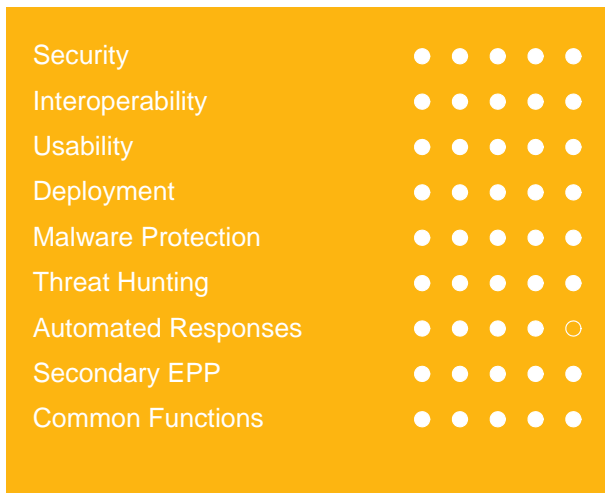 Security
Interoperability
Usability
Deployment
Malware Protection
Threat Hunting
Automated Responses
Secondary EPP
Common Functions